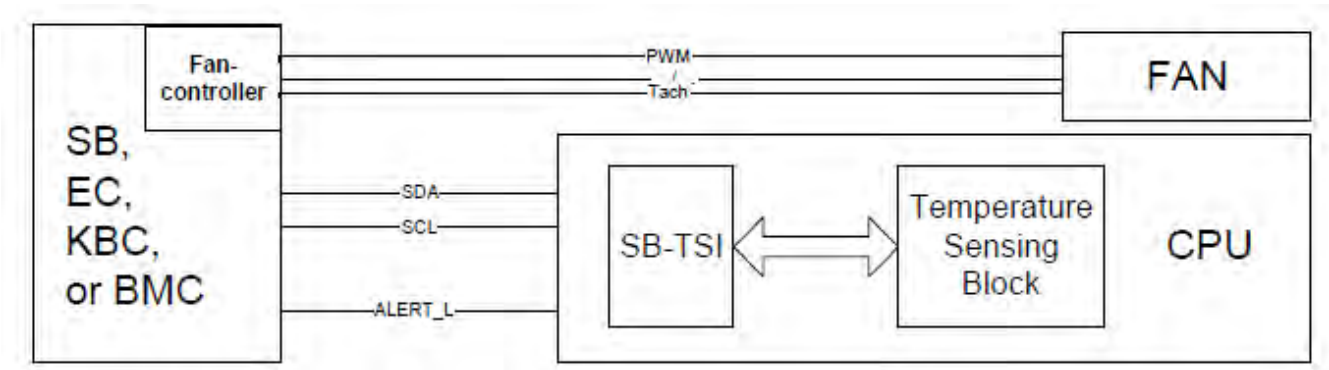 Fan-
controller
PWM
/
Tach
FAN
SB,
EC,
KBC,
or BMC
SDA
SCL
ALERT_L
SB-TSI
Temperature
Sensing
Block
CPU